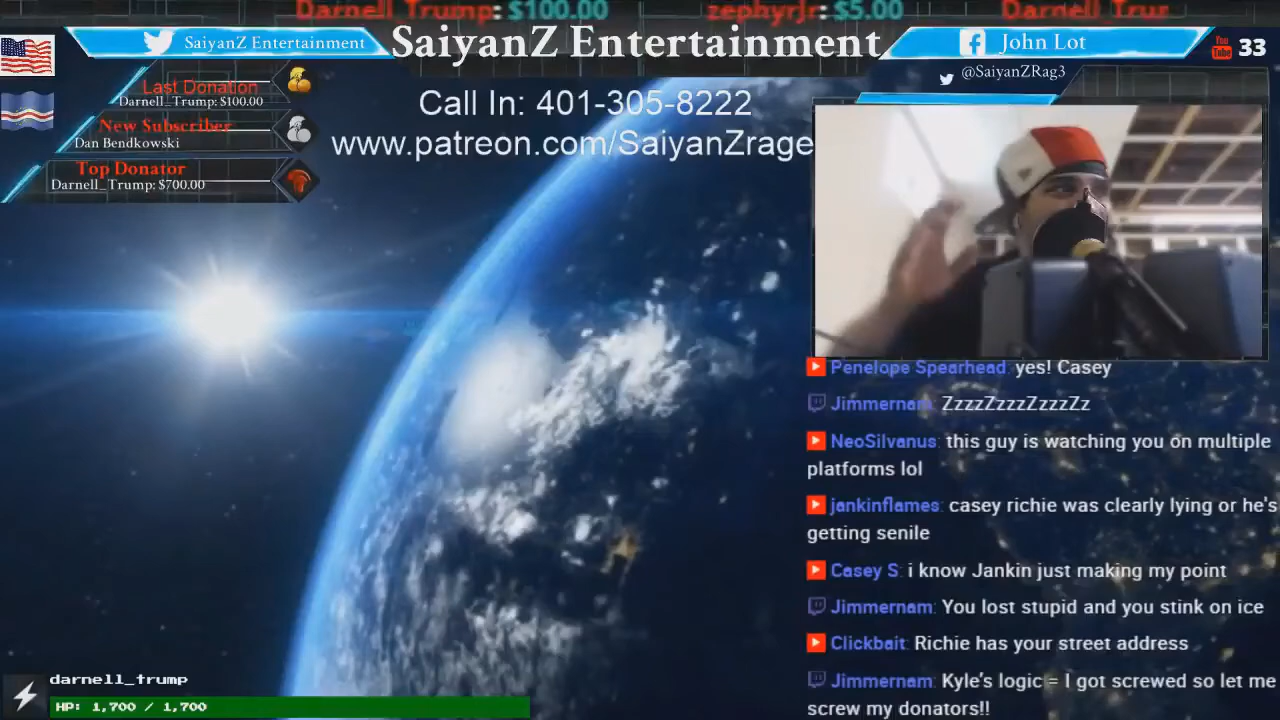 Darnell_Trump: $100.00 zephyrJr: $5.00 Darnell_Trur
SaiyanZ Entertainment
SaiyanZ Entertainment
John Lot
You Tube 33
@SaiyanZRag3
Last Donation
Darnell_Trump: $100.00
New Subscriber
Dan Bendkowski
Top Donator
Darnell_Trump: $700.00
Call In: 401-305-8222
www.patreon.com/SaiyanZrage
Penelope Spearhead: yes! Casey
Jimmernam: ZzzzZzzzZzzzZz
NeoSilvanus: this guy is watching you on multiple
platforms lol
jankinflames: casey richie was clearly lying or he's
getting senile
Casey S: i know Jankin just making my point
Jimmernam: You lost stupid and you stink on ice
Clickbait: Richie has your street address
Jimmernam: Kyle's logic = I got screwed so let me
screw my donators!!
darnell_trump
HP: 1,700 / 1,700